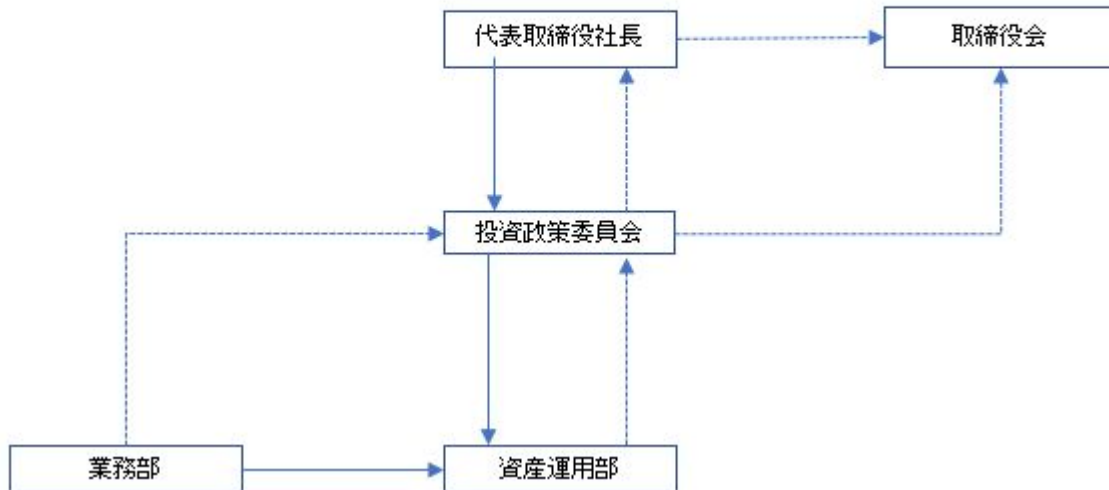 代表取締役社長
取締役会
投資政策委員会
業務部
資産運用部